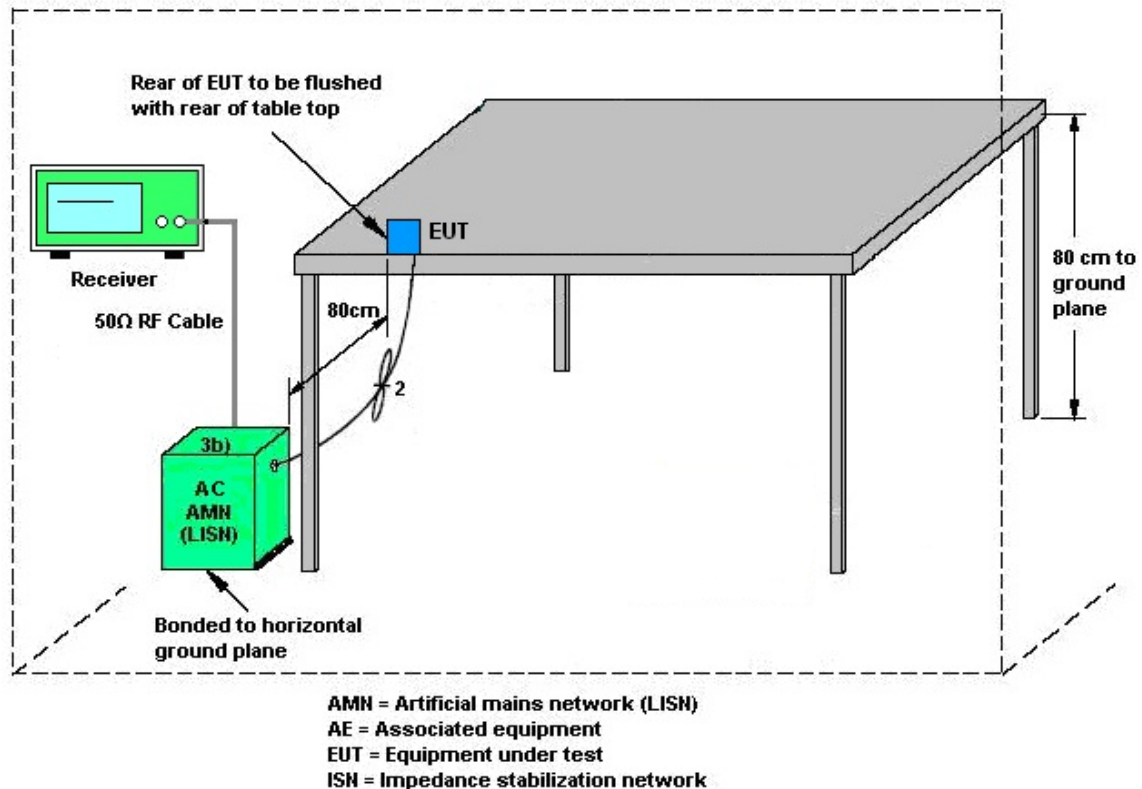 Rear of EUT to be flushed
with rear of table top
EUT
Receiver
50Ω RF Cable
80cm
80 cm to
ground
plane
2
3b)
AC
AMN
(LISN)
Bonded to horizontal
ground plane
AMN = Artificial mains network (LISN)
AE = Associated equipment
EUT = Equipment under test
ISN = Impedance stabilization network